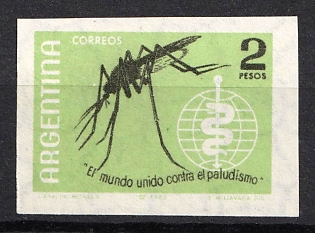 CORREOS
2
PESOS
ARGENTINA
"El mundo unido contra el paludismo"